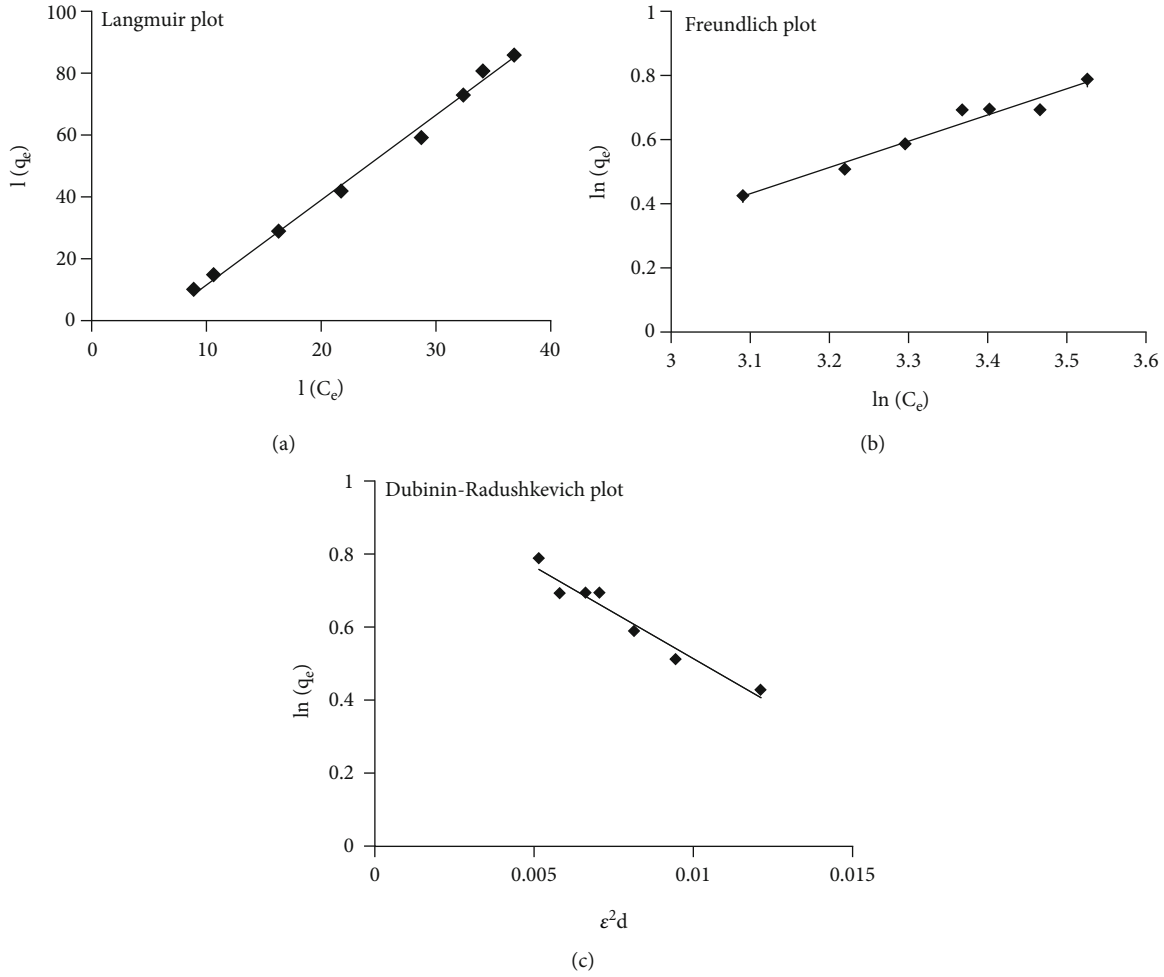 Langmuir plot
100
80
60
40
20
0
l (qₑ)
0 10 20 30 40
l (Cₑ)
(a)
Freundlich plot
1
0.8
0.6
0.4
0.2
0
ln (qₑ)
3 3.1 3.2 3.3 3.4 3.5 3.6
ln (Cₑ)
(b)
Dubinin-Radushkevich plot
1
0.8
0.6
0.4
0.2
0
ln (qₑ)
0 0.005 0.01 0.015
ε²d
(c)